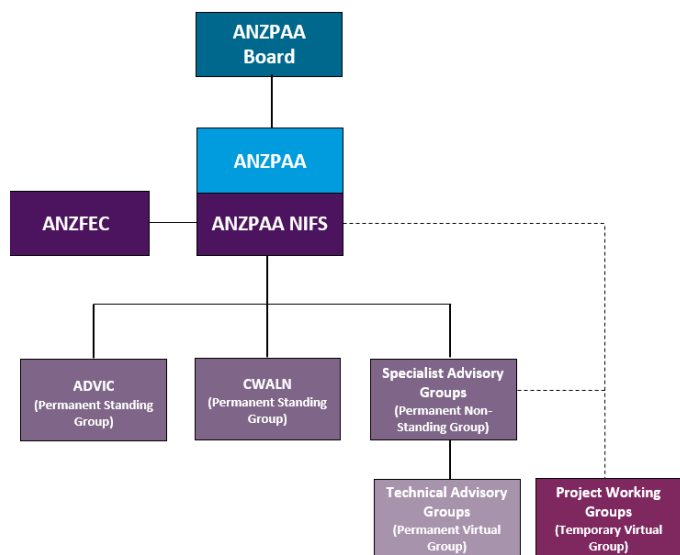 ANZPAA
Board
ANZPAA
ANZFEC
ANZPAA NIFS
ADVIC
(Permanent Standing
Group)
CWALN
(Permanent Standing
Group)
Specialist Advisory
Groups
(Permanent Non-
Standing Group)
Technical Advisory
Groups
(Permanent Virtual
Group)
Project Working
Groups
(Temporary Virtual
Group)